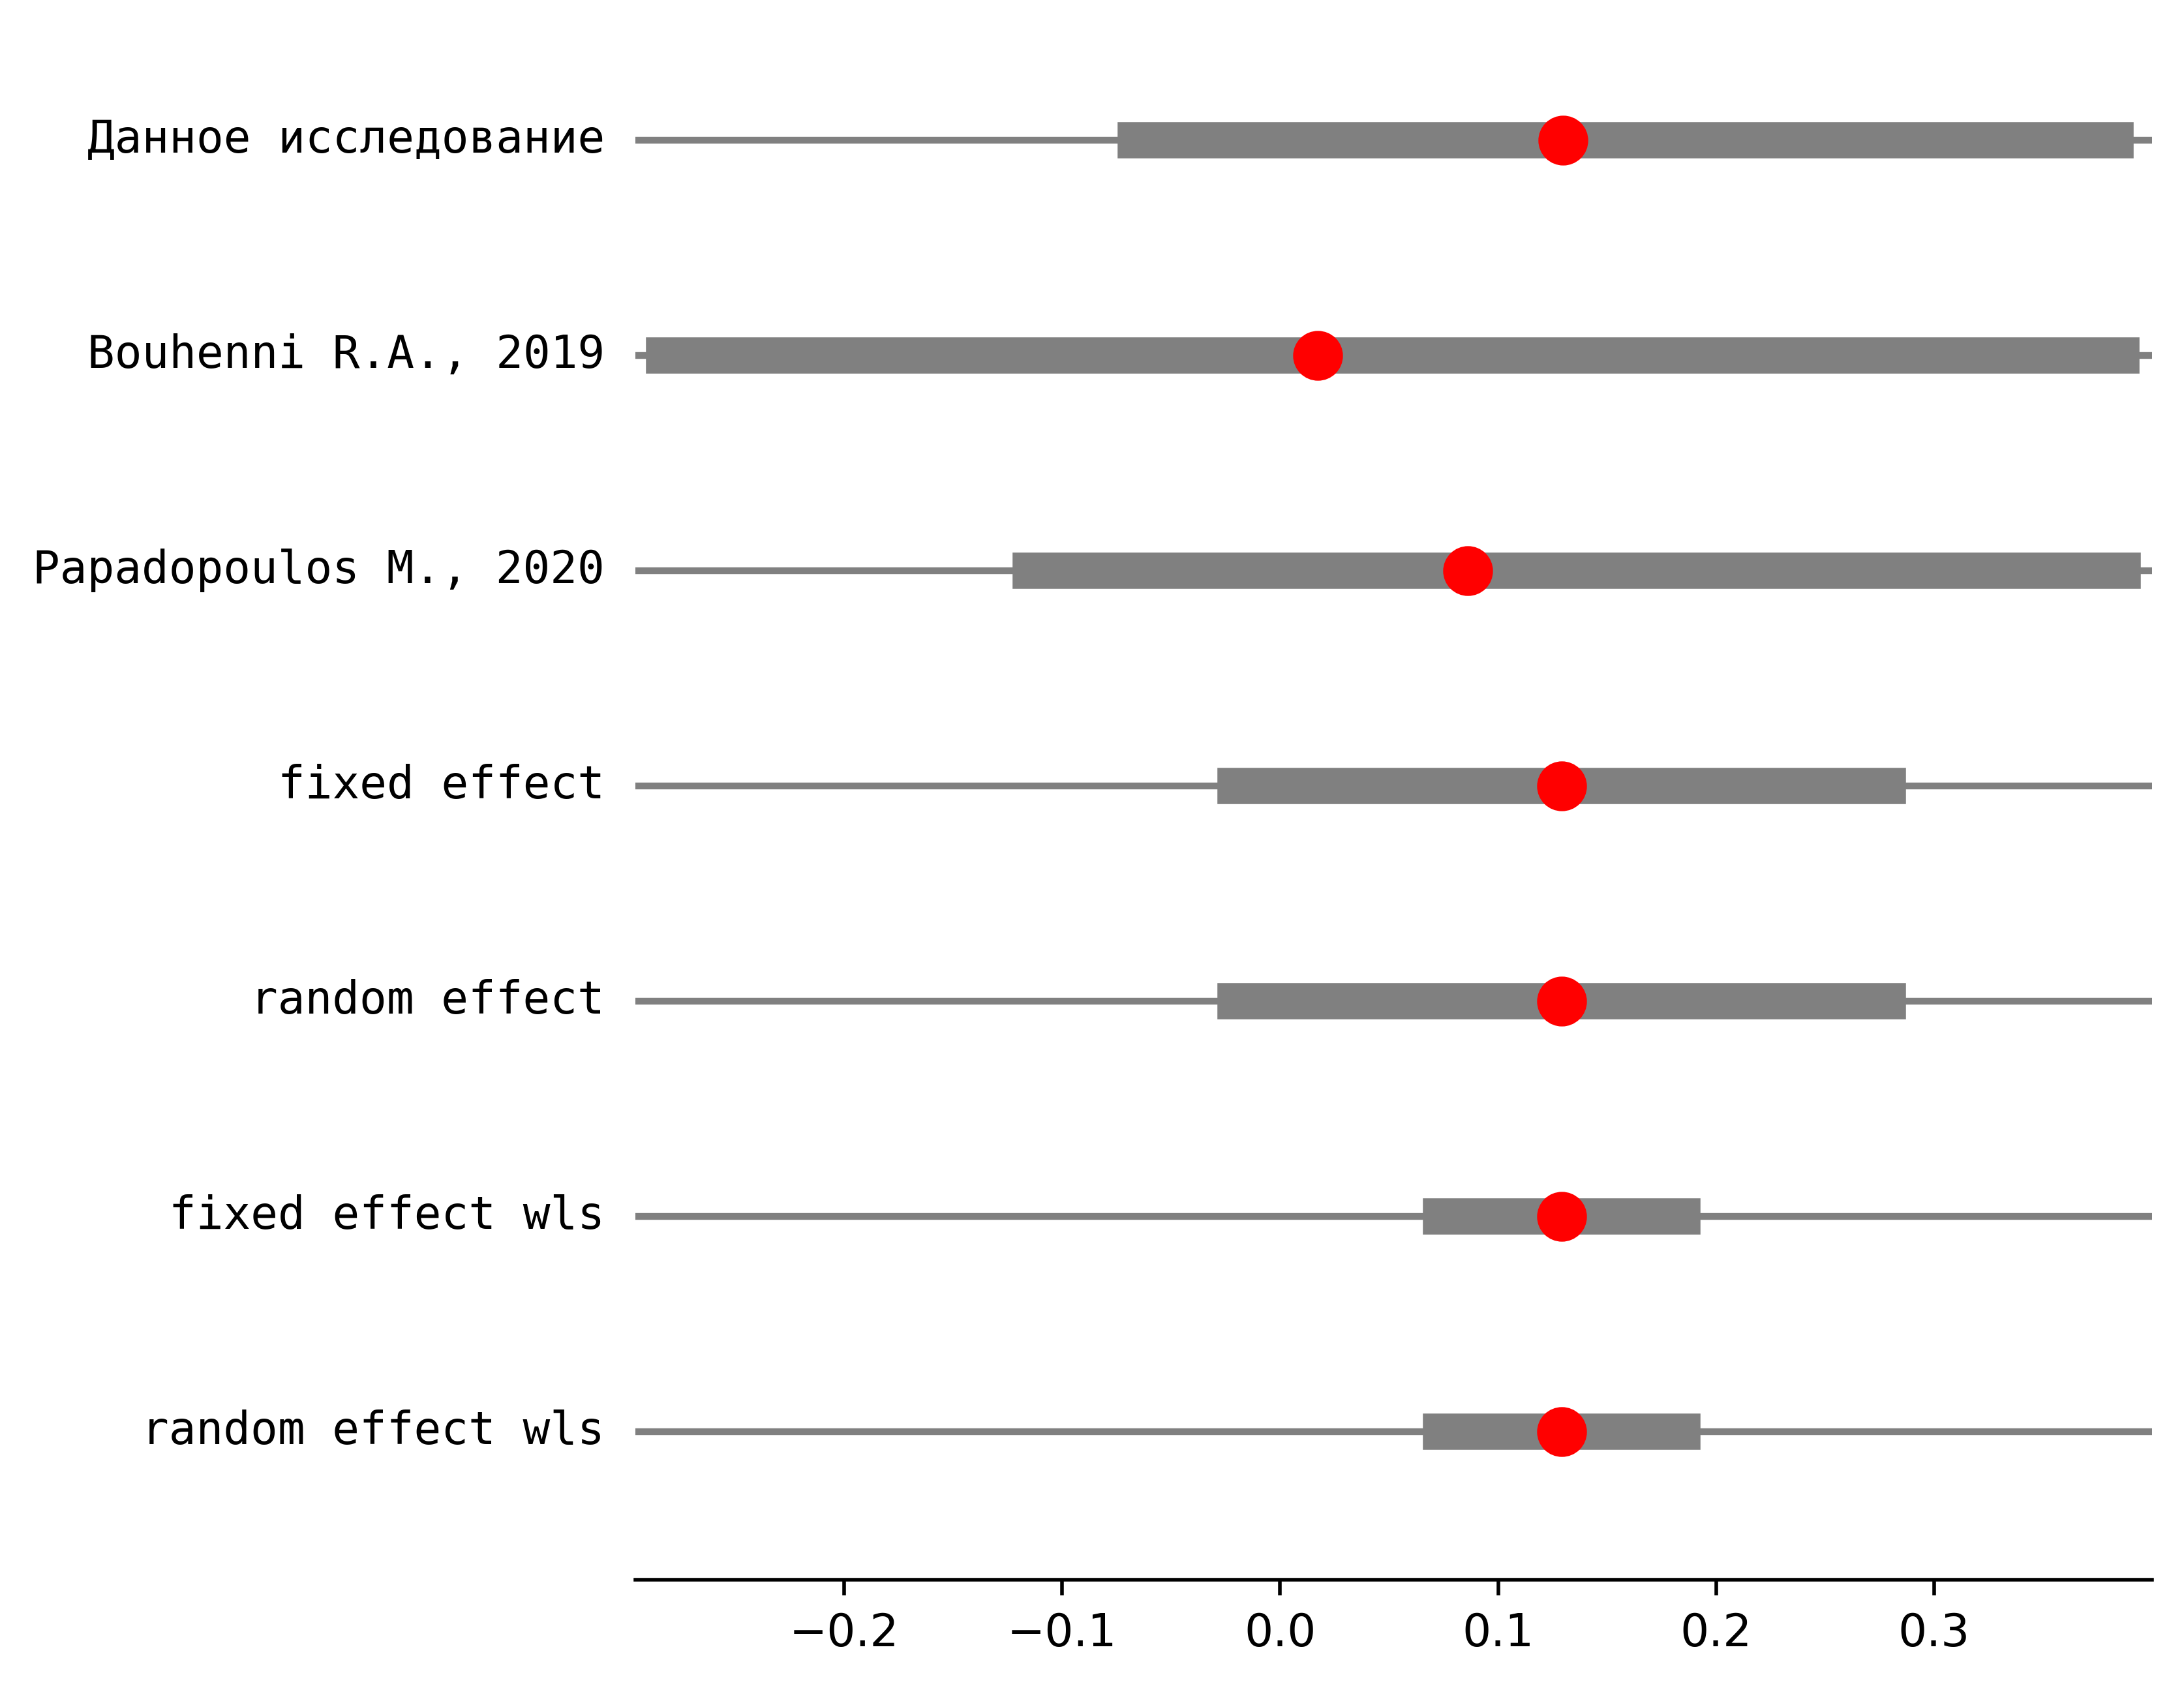 Данное исследование
Bouhenni R.A., 2019
Papadopoulos M., 2020
fixed effect
random effect
fixed effect wls
random effect wls
−0.2 −0.1 0.0 0.1 0.2 0.3